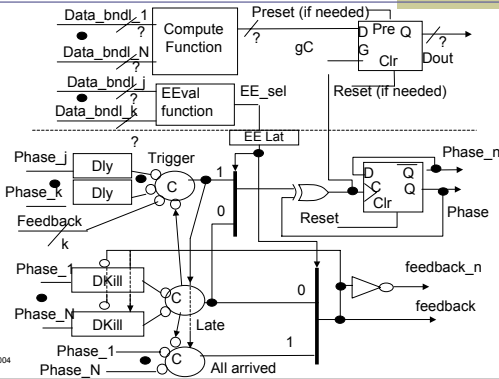 Data_bndl_1
?
Data_bndl_N
?
Compute
Function
Preset (if needed)
?
gC
D Pre Q
G
Clr
?
Dout
Reset (if needed)
Data_bndl_j
Data_bndl_k
?
EEval
function
EE_sel
EE Lat
Phase_j
Dly
Phase_k
Dly
Trigger
C
Feedback
k
1
0
D Q
C Q
Clr
Reset
Phase_n
Phase
Phase_1
DKill
Phase_N
DKill
C
Late
0
1
feedback_n
feedback
Phase_1
Phase_N
C
All arrived
004